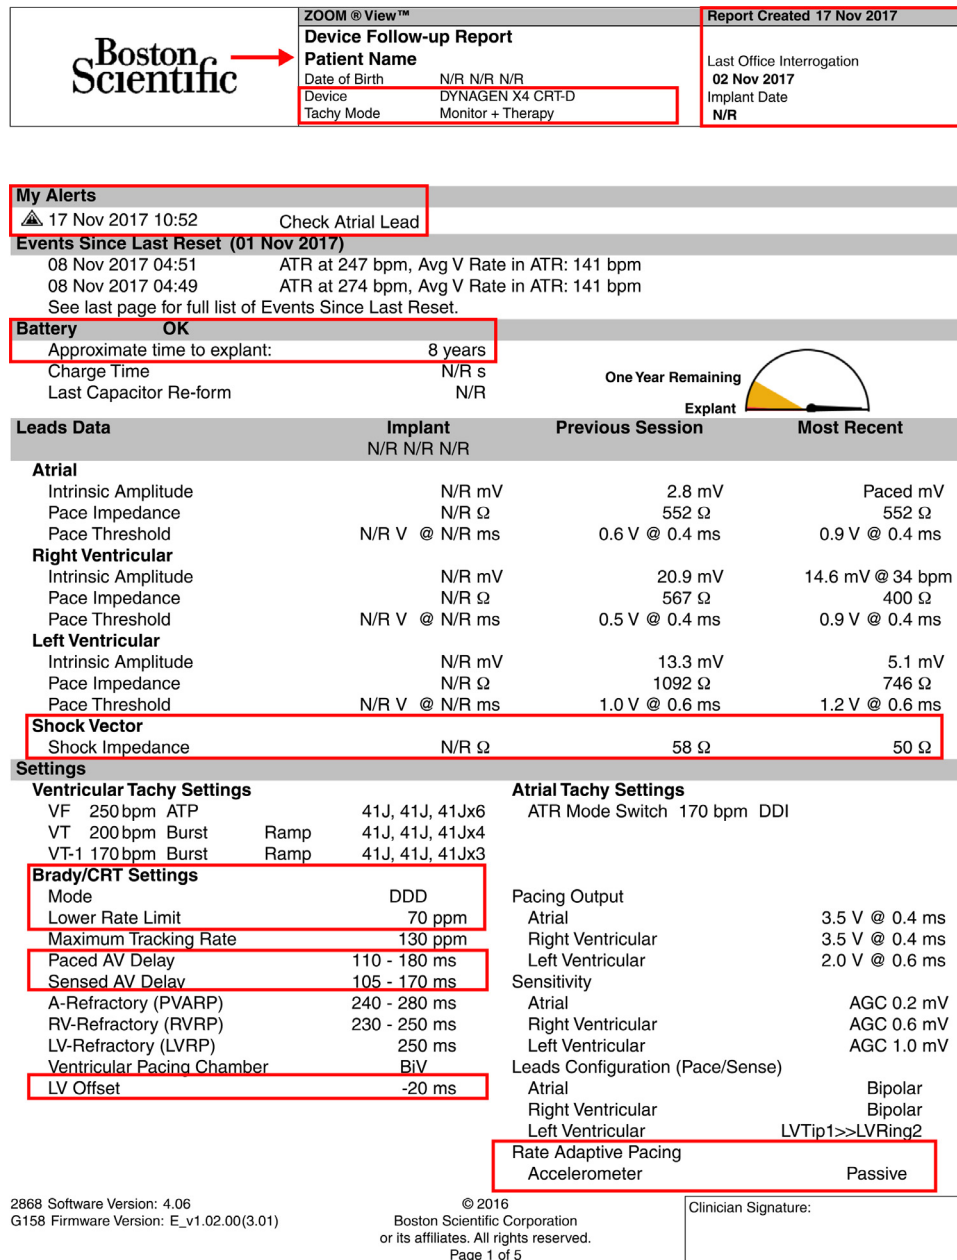 Boston
Scientific
ZOOM ® View™
Device Follow-up Report
Patient Name
Date of Birth N/R N/R N/R
Device DYNAGEN X4 CRT-D
Tachy Mode Monitor + Therapy
Report Created 17 Nov 2017
Last Office Interrogation
02 Nov 2017
Implant Date
N/R
My Alerts
17 Nov 2017 10:52 Check Atrial Lead
Events Since Last Reset (01 Nov 2017)
08 Nov 2017 04:51 ATR at 247 bpm, Avg V Rate in ATR: 141 bpm
08 Nov 2017 04:49 ATR at 274 bpm, Avg V Rate in ATR: 141 bpm
See last page for full list of Events Since Last Reset.
Battery OK
Approximate time to explant: 8 years
Charge Time N/R s
Last Capacitor Re-form N/R
One Year Remaining
Explant
Leads Data Implant Previous Session Most Recent
N/R N/R N/R
Atrial
Intrinsic Amplitude N/R mV 2.8 mV Paced mV
Pace Impedance N/R Ω 552 Ω 552 Ω
Pace Threshold N/R V @ N/R ms 0.6 V @ 0.4 ms 0.9 V @ 0.4 ms
Right Ventricular
Intrinsic Amplitude N/R mV 20.9 mV 14.6 mV @ 34 bpm
Pace Impedance N/R Ω 567 Ω 400 Ω
Pace Threshold N/R V @ N/R ms 0.5 V @ 0.4 ms 0.9 V @ 0.4 ms
Left Ventricular
Intrinsic Amplitude N/R mV 13.3 mV 5.1 mV
Pace Impedance N/R Ω 1092 Ω 746 Ω
Pace Threshold N/R V @ N/R ms 1.0 V @ 0.6 ms 1.2 V @ 0.6 ms
Shock Vector
Shock Impedance N/R Ω 58 Ω 50 Ω
Settings
Ventricular Tachy Settings
VF 250 bpm ATP 41J, 41J, 41Jx6
VT 200 bpm Burst Ramp 41J, 41J, 41Jx4
VT-1 170 bpm Burst Ramp 41J, 41J, 41Jx3
Brady/CRT Settings
Mode DDD
Lower Rate Limit 70 ppm
Maximum Tracking Rate 130 ppm
Paced AV Delay 110 - 180 ms
Sensed AV Delay 105 - 170 ms
A-Refractory (PVARP) 240 - 280 ms
RV-Refractory (RVRP) 230 - 250 ms
LV-Refractory (LVRP) 250 ms
Ventricular Pacing Chamber BiV
LV Offset -20 ms
Atrial Tachy Settings
ATR Mode Switch 170 bpm DDI
Pacing Output
Atrial 3.5 V @ 0.4 ms
Right Ventricular 3.5 V @ 0.4 ms
Left Ventricular 2.0 V @ 0.6 ms
Sensitivity
Atrial AGC 0.2 mV
Right Ventricular AGC 0.6 mV
Left Ventricular AGC 1.0 mV
Leads Configuration (Pace/Sense)
Atrial Bipolar
Right Ventricular Bipolar
Left Ventricular LVTip1>>LVRing2
Rate Adaptive Pacing
Accelerometer Passive
2868 Software Version: 4.06
G158 Firmware Version: E_v1.02.00(3.01)
© 2016
Boston Scientific Corporation
or its affiliates. All rights reserved.
Page 1 of 5
Clinician Signature: